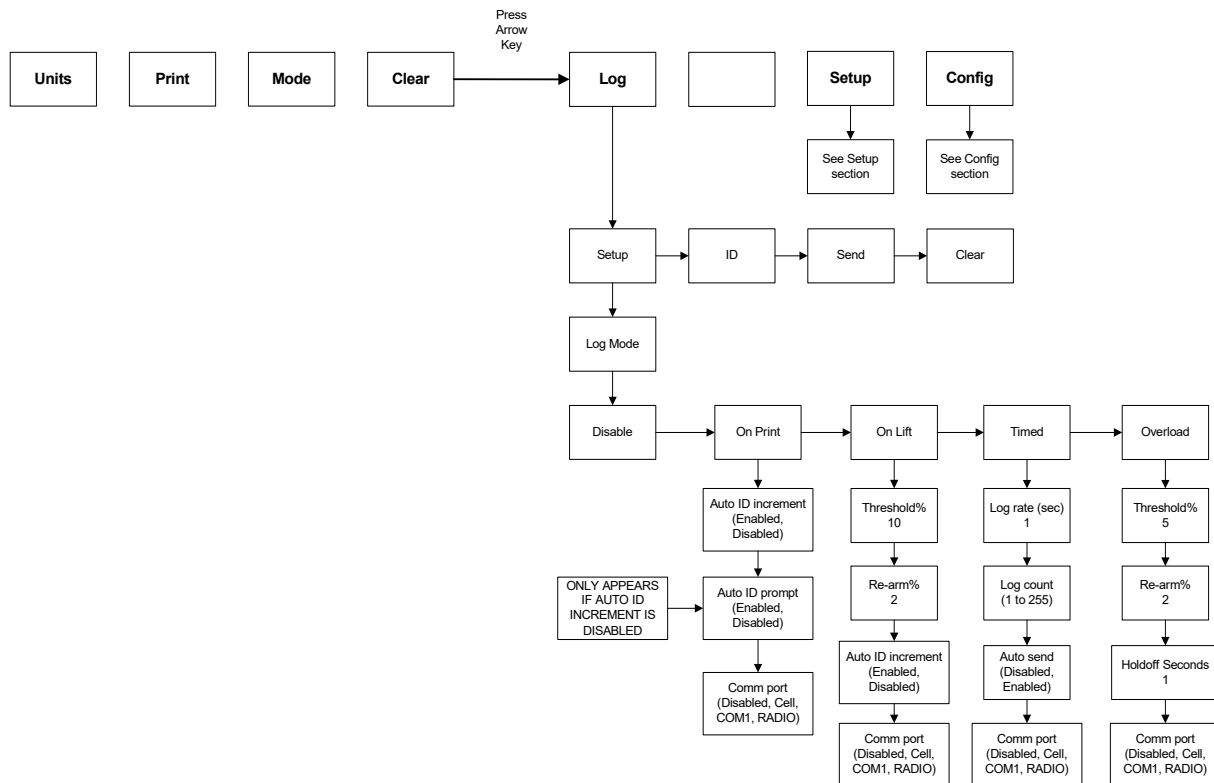 Press
Arrow
Key
Units
Print
Mode
Clear
Log
Setup
Config
See Setup
section
See Config
section
Setup
ID
Send
Clear
Log Mode
Disable
On Print
On Lift
Timed
Overload
Auto ID increment
(Enabled,
Disabled)
Threshold%
10
Log rate (sec)
1
Threshold%
5
ONLY APPEARS
IF AUTO ID
INCREMENT IS
DISABLED
Auto ID prompt
(Enabled,
Disabled)
Re-arm%
2
Log count
(1 to 255)
Re-arm%
2
Comm port
(Disabled, Cell,
COM1, RADIO)
Auto ID increment
(Enabled,
Disabled)
Auto send
(Disabled,
Enabled)
Holdoff Seconds
1
Comm port
(Disabled, Cell,
COM1, RADIO)
Comm port
(Disabled, Cell,
COM1, RADIO)
Comm port
(Disabled, Cell,
COM1, RADIO)